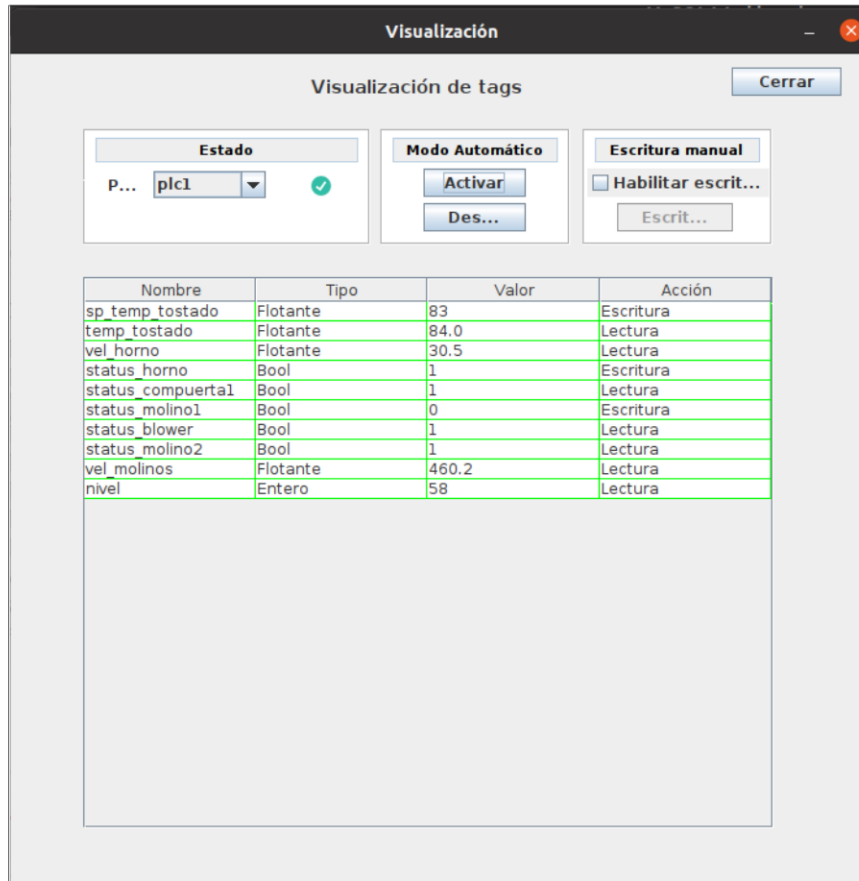 Visualización
Visualización de tags
Cerrar
Estado
P... plc1
Modo Automático
Activar
Des...
Escritura manual
Habilitar escrit...
Escrit...
Nombre Tipo Valor Acción
sp_temp_tostado Flotante 83 Escritura
temp_tostado Flotante 84.0 Lectura
vel_horno Flotante 30.5 Lectura
status_horno Bool 1 Escritura
status_compuerta1 Bool 1 Lectura
status_molino1 Bool 0 Escritura
status_blower Bool 1 Lectura
status_molino2 Bool 1 Lectura
vel_molinos Flotante 460.2 Lectura
nivel Entero 58 Lectura